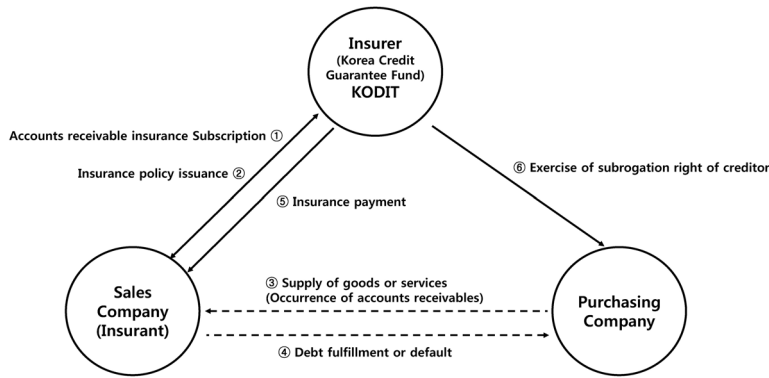 Insurer
(Korea Credit
Guarantee Fund)
KODIT
Accounts receivable insurance Subscription ①
Insurance policy issuance ②
⑥ Exercise of subrogation right of creditor
⑤ Insurance payment
③ Supply of goods or services
(Occurrence of accounts receivables)
Sales
Company
(Insurant)
Purchasing
Company
④ Debt fulfillment or default